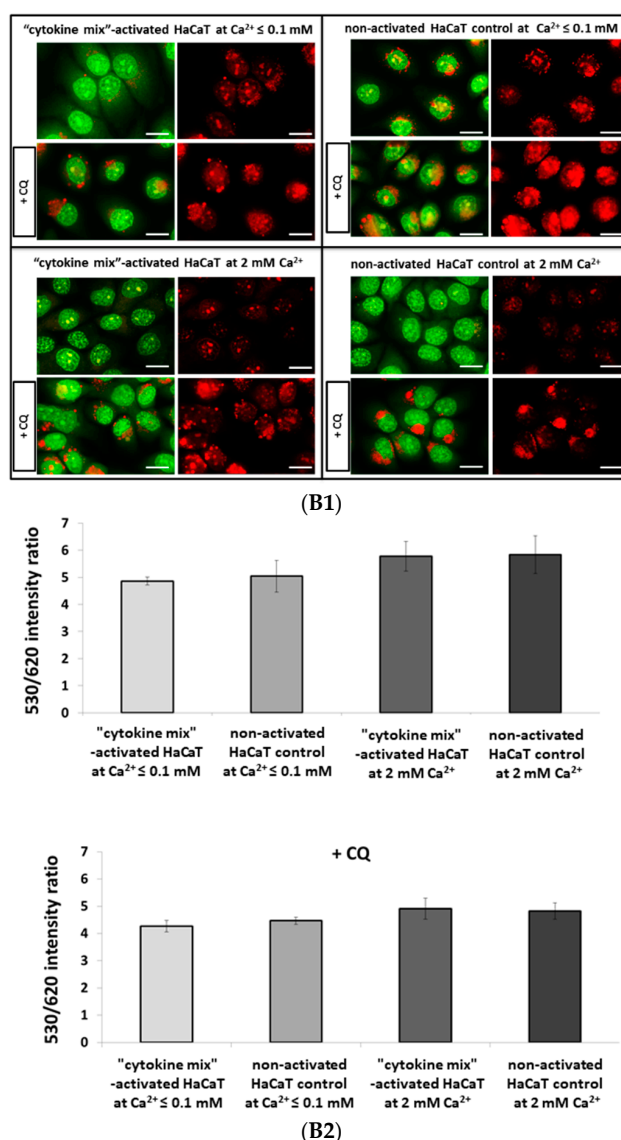 "cytokine mix"-activated HaCaT at Ca²⁺ ≤ 0.1 mM
non-activated HaCaT control at Ca²⁺ ≤ 0.1 mM
+ CQ
+ CQ
"cytokine mix"-activated HaCaT at 2 mM Ca²⁺
non-activated HaCaT control at 2 mM Ca²⁺
+ CQ
+ CQ
(B1)
530/620 intensity ratio
7
6
5
4
3
2
1
0
"cytokine mix"
-activated HaCaT
at Ca²⁺ ≤ 0.1 mM
non-activated
HaCaT control
at Ca²⁺ ≤ 0.1 mM
"cytokine mix"
-activated HaCaT
at 2 mM Ca²⁺
non-activated
HaCaT control
at 2 mM Ca²⁺
+ CQ
530/620 intensity ratio
7
6
5
4
3
2
1
0
"cytokine mix"
-activated HaCaT
at Ca²⁺ ≤ 0.1 mM
non-activated
HaCaT control
at Ca²⁺ ≤ 0.1 mM
"cytokine mix"
-activated HaCaT
at 2 mM Ca²⁺
non-activated
HaCaT control
at 2 mM Ca²⁺
(B2)